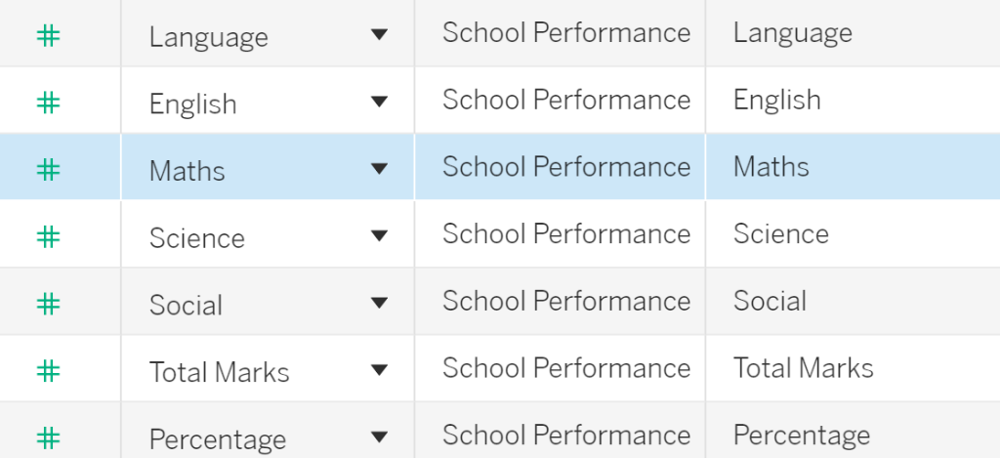 # Language School Performance Language
# English School Performance English
# Maths School Performance Maths
# Science School Performance Science
# Social School Performance Social
# Total Marks School Performance Total Marks
# Percentage School Performance Percentage